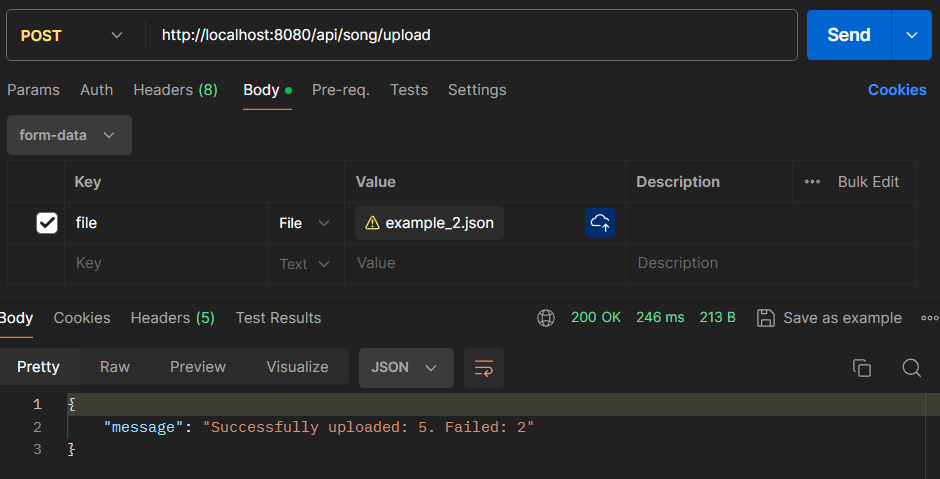 POST http://localhost:8080/api/song/upload Send
Params Auth Headers (8) Body Pre-req. Tests Settings Cookies
form-data
Key Value Description Bulk Edit
file File example_2.json
Key Text Value Description
Body Cookies Headers (5) Test Results 200 OK 246 ms 213 B Save as example
Pretty Raw Preview Visualize JSON
1 {
2 "message": "Successfully uploaded: 5. Failed: 2"
3 }